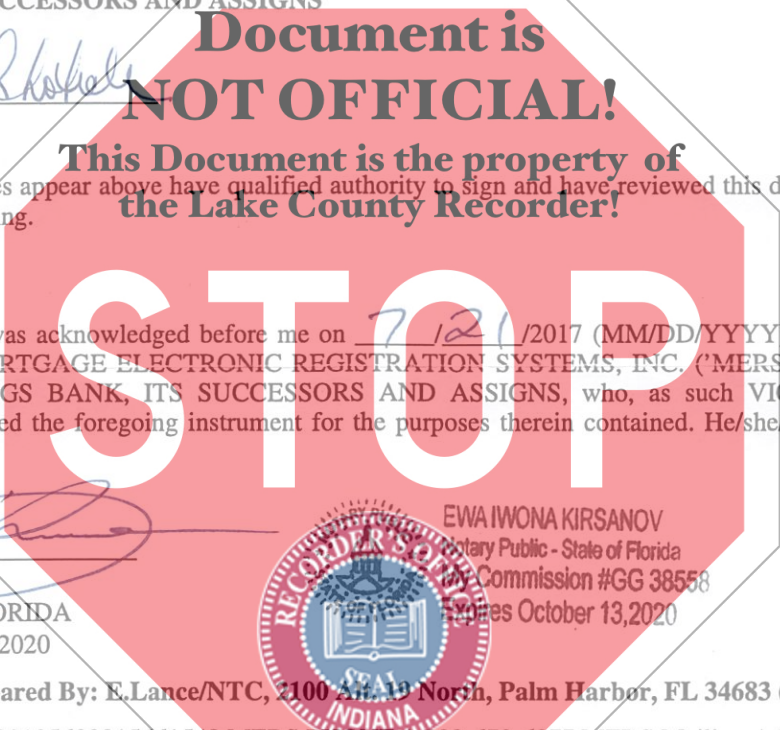 CCESSORS AND ASSIGNS
Document is
NOT OFFICIAL!
This Document is the property of
s appear above have qualified authority to sign and have reviewed this d
the Lake County Recorder!
ng.
STOP
was acknowledged before me on 7 /21 /2017 (MM/DD/YYYY
RTGAGE ELECTRONIC REGISTRATION SYSTEMS, INC. ('MERS
GS BANK, ITS SUCCESSORS AND ASSIGNS, who, as such VI
ed the foregoing instrument for the purposes therein contained. He/she/
EWA IWONA KIRSANOV
Notary Public - State of Florida
My Commission #GG 38558
Expires October 13,2020
RECORDER'S OFFICE
SEAL
INDIANA
ORIDA
2020
ared By: E.Lance/NTC, 2100 Alt. 19 North, Palm Harbor, FL 34683